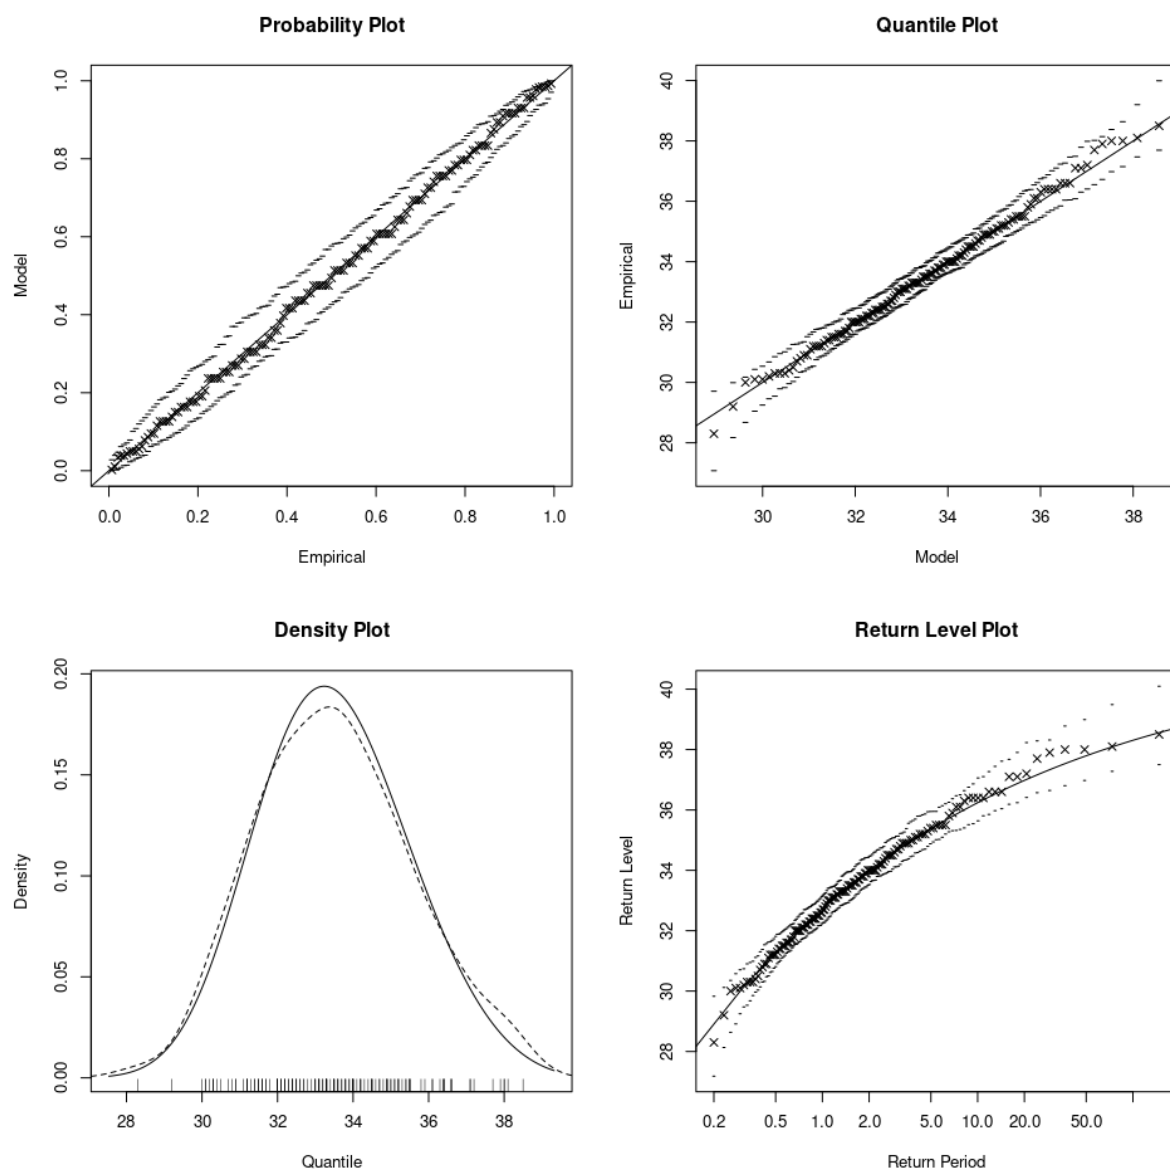 Probability Plot
Model
0.0 0.2 0.4 0.6 0.8 1.0
0.0 0.2 0.4 0.6 0.8 1.0
Empirical
Quantile Plot
Empirical
28 30 32 34 36 38 40
30 32 34 36 38
Model
Density Plot
Density
0.00 0.05 0.10 0.15 0.20
28 30 32 34 36 38
Quantile
Return Level Plot
Return Level
28 30 32 34 36 38 40
0.2 0.5 1.0 2.0 5.0 10.0 20.0 50.0
Return Period